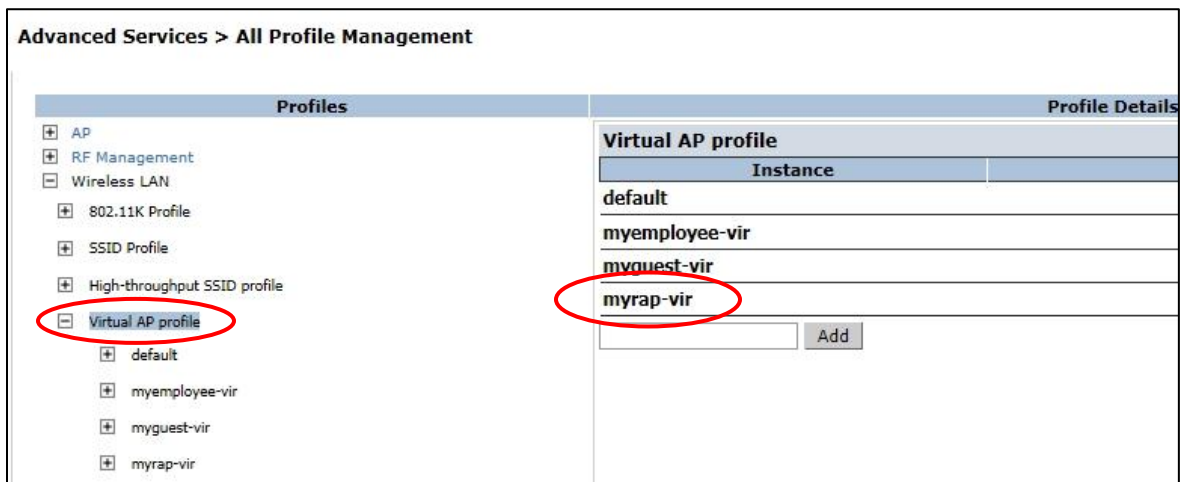 Advanced Services > All Profile Management
Profiles
Profile Details
AP
RF Management
Wireless LAN
802.11K Profile
SSID Profile
High-throughput SSID profile
Virtual AP profile
default
myemployee-vir
myguest-vir
myrap-vir
Virtual AP profile
Instance
default
myemployee-vir
myguest-vir
myrap-vir
Add